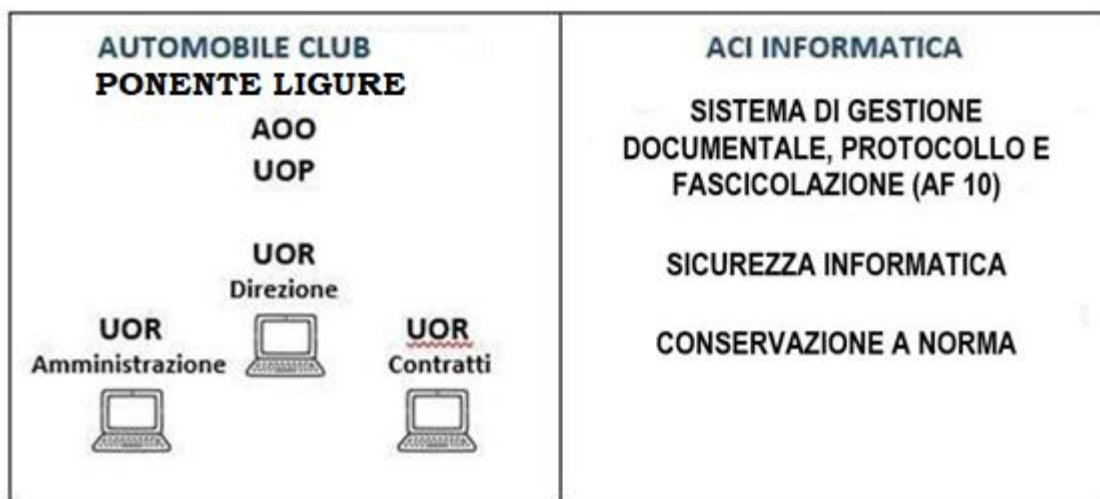 AUTOMOBILE CLUB
PONENTE LIGURE
AOO
UOP
UOR
Direzione
UOR
Amministrazione
UOR
Contratti
ACI INFORMATICA
SISTEMA DI GESTIONE
DOCUMENTALE, PROTOCOLLO E
FASCICOLAZIONE (AF 10)
SICUREZZA INFORMATICA
CONSERVAZIONE A NORMA